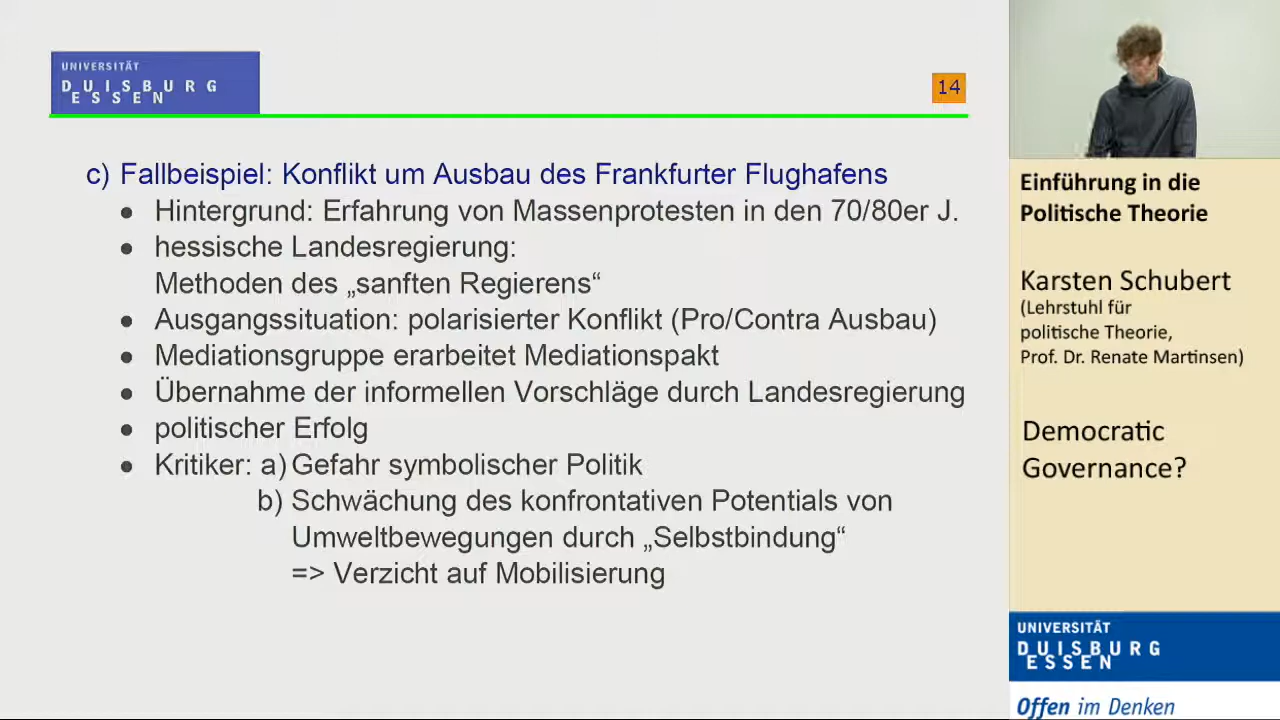 UNIVERSITÄT
DUISBURG
ESSEN
14
c) Fallbeispiel: Konflikt um Ausbau des Frankfurter Flughafens
● Hintergrund: Erfahrung von Massenprotesten in den 70/80er J.
● hessische Landesregierung:
Methoden des „sanften Regierens“
● Ausgangssituation: polarisierter Konflikt (Pro/Contra Ausbau)
● Mediationsgruppe erarbeitet Mediationspakt
● Übernahme der informellen Vorschläge durch Landesregierung
● politischer Erfolg
● Kritiker: a) Gefahr symbolischer Politik
b) Schwächung des konfrontativen Potentials von
Umweltbewegungen durch „Selbstbindung“
=> Verzicht auf Mobilisierung
Einführung in die
Politische Theorie
Karsten Schubert
(Lehrstuhl für
politische Theorie,
Prof. Dr. Renate Martinsen)
Democratic
Governance?
UNIVERSITÄT
DUISBURG
ESSEN
Offen im Denken